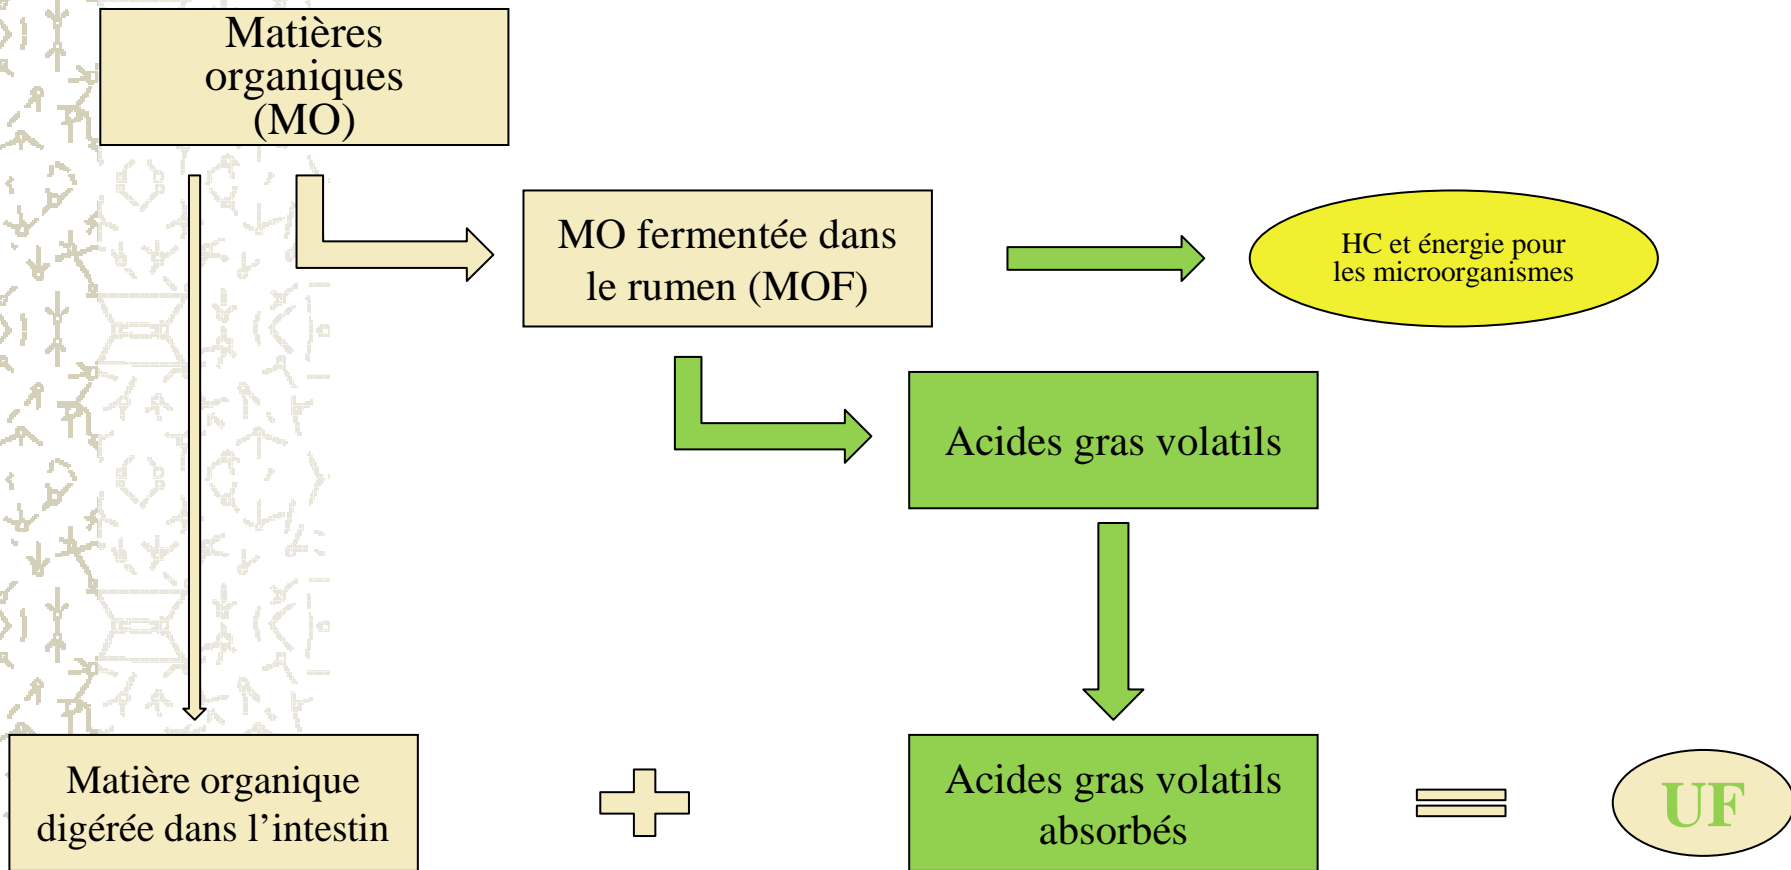 Matières
organiques
(MO)
MO fermentée dans
le rumen (MOF)
HC et énergie pour
les microorganismes
Acides gras volatils
Matière organique
digérée dans l’intestin
Acides gras volatils
absorbés
UF